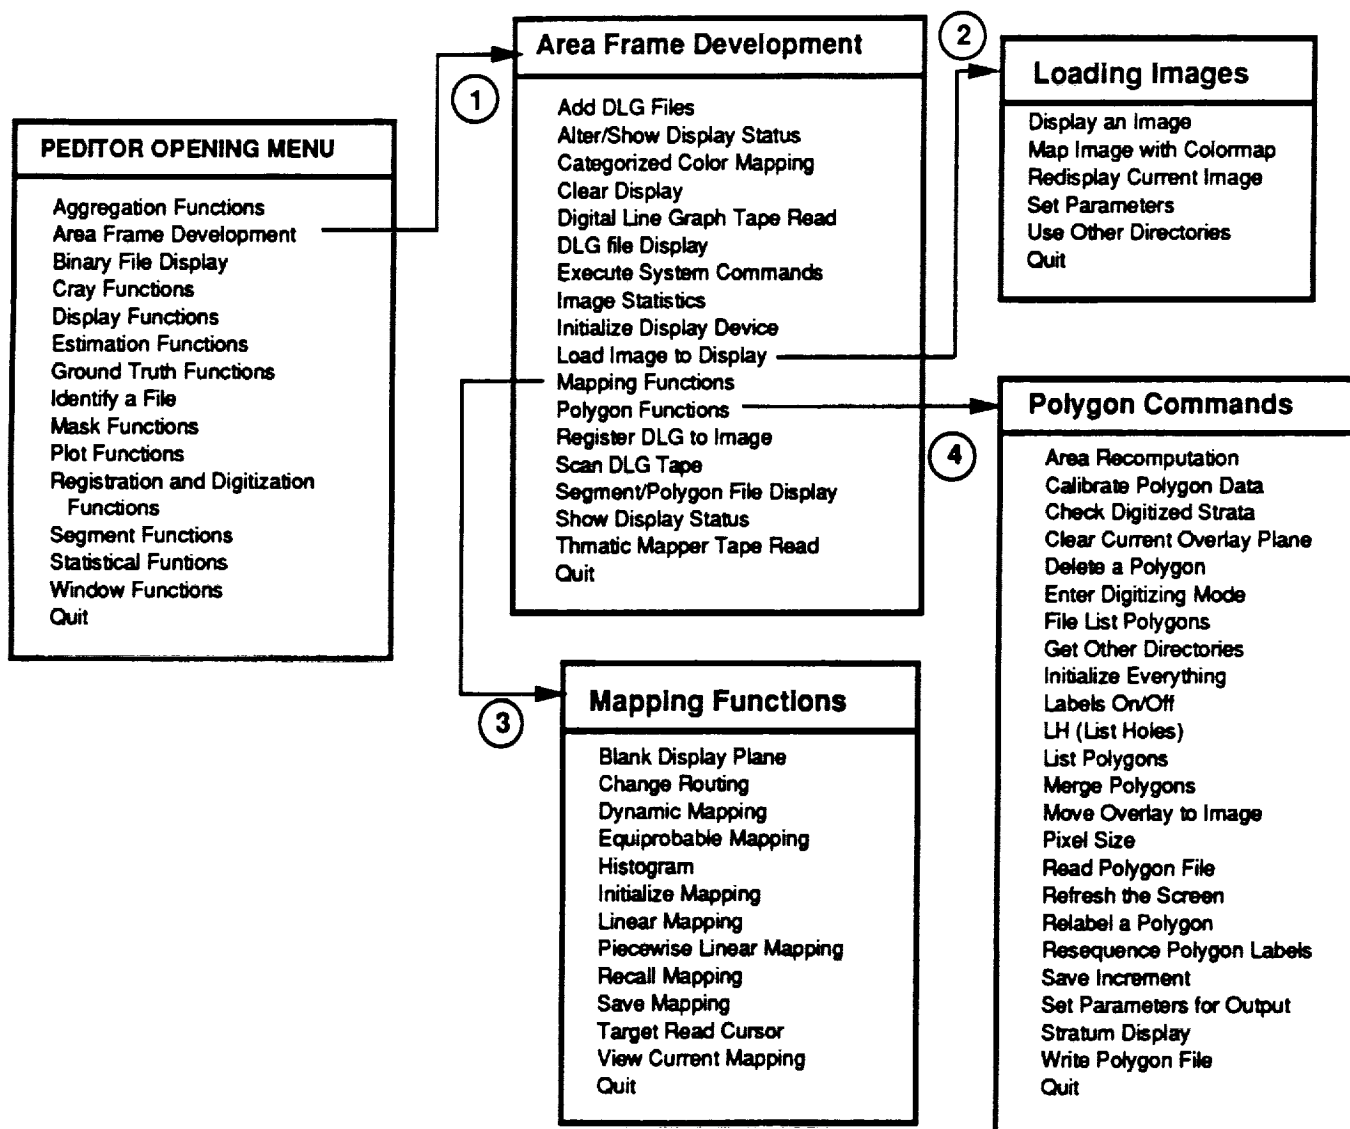 PEDITOR OPENING MENU
Aggregation Functions
Area Frame Development
Binary File Display
Cray Functions
Display Functions
Estimation Functions
Ground Truth Functions
Identify a File
Mask Functions
Plot Functions
Registration and Digitization
Functions
Segment Functions
Statistical Funtions
Window Functions
Quit
1
Area Frame Development
Add DLG Files
Alter/Show Display Status
Categorized Color Mapping
Clear Display
Digital Line Graph Tape Read
DLG file Display
Execute System Commands
Image Statistics
Initialize Display Device
Load Image to Display
Mapping Functions
Polygon Functions
Register DLG to Image
Scan DLG Tape
Segment/Polygon File Display
Show Display Status
Thmatic Mapper Tape Read
Quit
2
Loading Images
Display an Image
Map Image with Colormap
Redisplay Current Image
Set Parameters
Use Other Directories
Quit
3
Mapping Functions
Blank Display Plane
Change Routing
Dynamic Mapping
Equiprobable Mapping
Histogram
Initialize Mapping
Linear Mapping
Piecewise Linear Mapping
Recall Mapping
Save Mapping
Target Read Cursor
View Current Mapping
Quit
4
Polygon Commands
Area Recomputation
Calibrate Polygon Data
Check Digitized Strata
Clear Current Overlay Plane
Delete a Polygon
Enter Digitizing Mode
File List Polygons
Get Other Directories
Initialize Everything
Labels On/Off
LH (List Holes)
List Polygons
Merge Polygons
Move Overlay to Image
Pixel Size
Read Polygon File
Refresh the Screen
Relabel a Polygon
Resequence Polygon Labels
Save Increment
Set Parameters for Output
Stratum Display
Write Polygon File
Quit